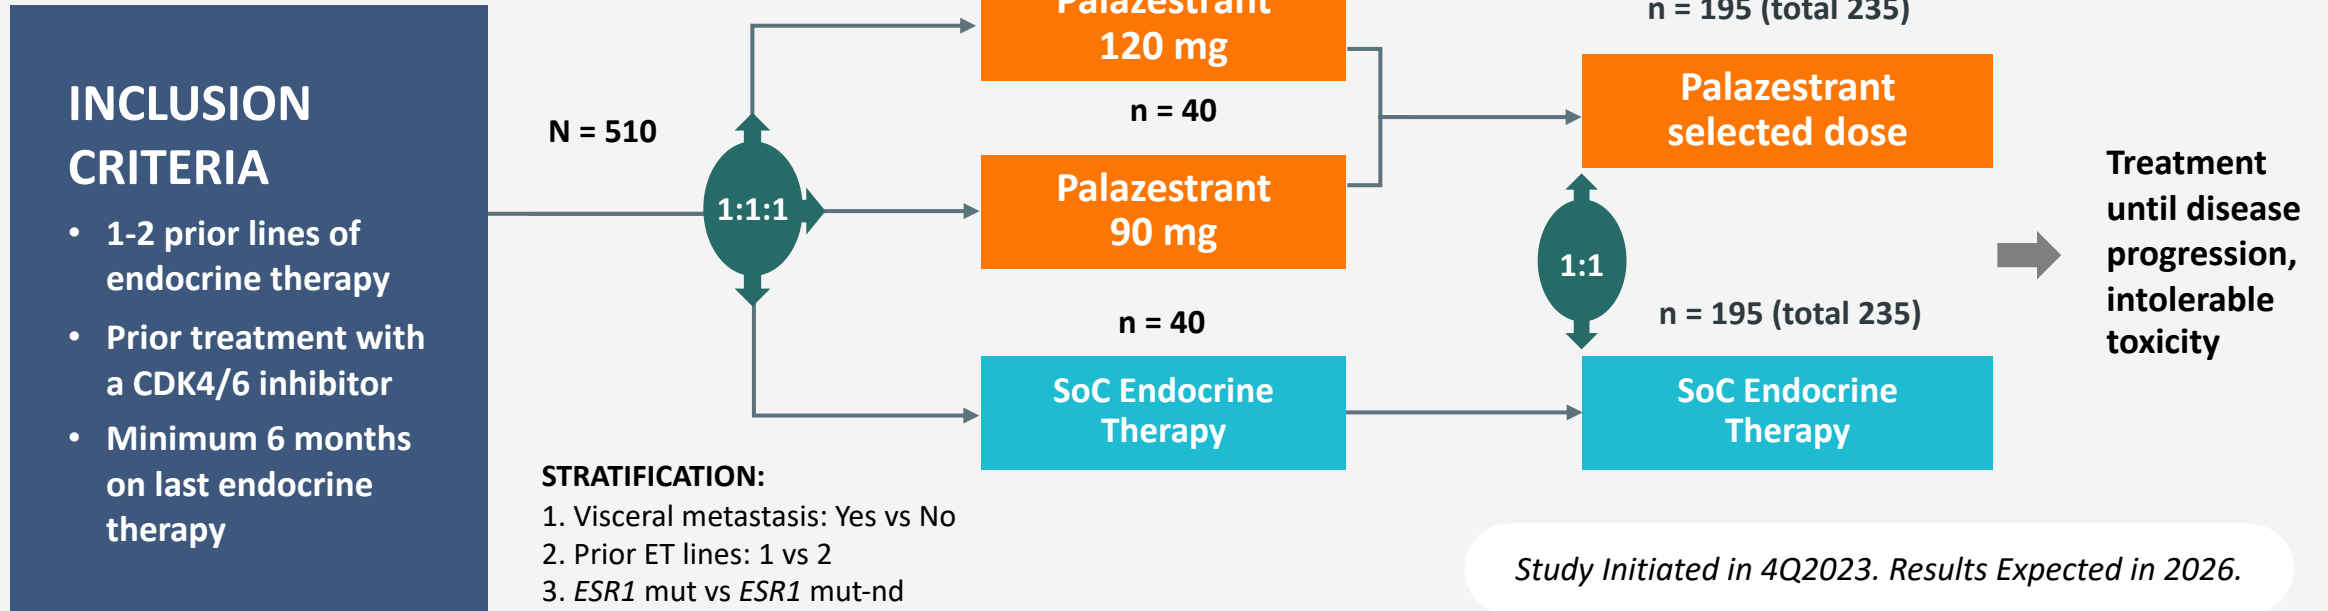 INCLUSION
CRITERIA
• 1-2 prior lines of
endocrine therapy
• Prior treatment with
a CDK4/6 inhibitor
• Minimum 6 months
on last endocrine
therapy
N = 510
1:1:1
STRATIFICATION:
1. Visceral metastasis: Yes vs No
2. Prior ET lines: 1 vs 2
3. ESR1 mut vs ESR1 mut-nd
Palazestrant
120 mg
n = 40
Palazestrant
90 mg
n = 40
SoC Endocrine
Therapy
n = 195 (total 235)
Palazestrant
selected dose
1:1
n = 195 (total 235)
SoC Endocrine
Therapy
Treatment
until disease
progression,
intolerable
toxicity
Study Initiated in 4Q2023. Results Expected in 2026.